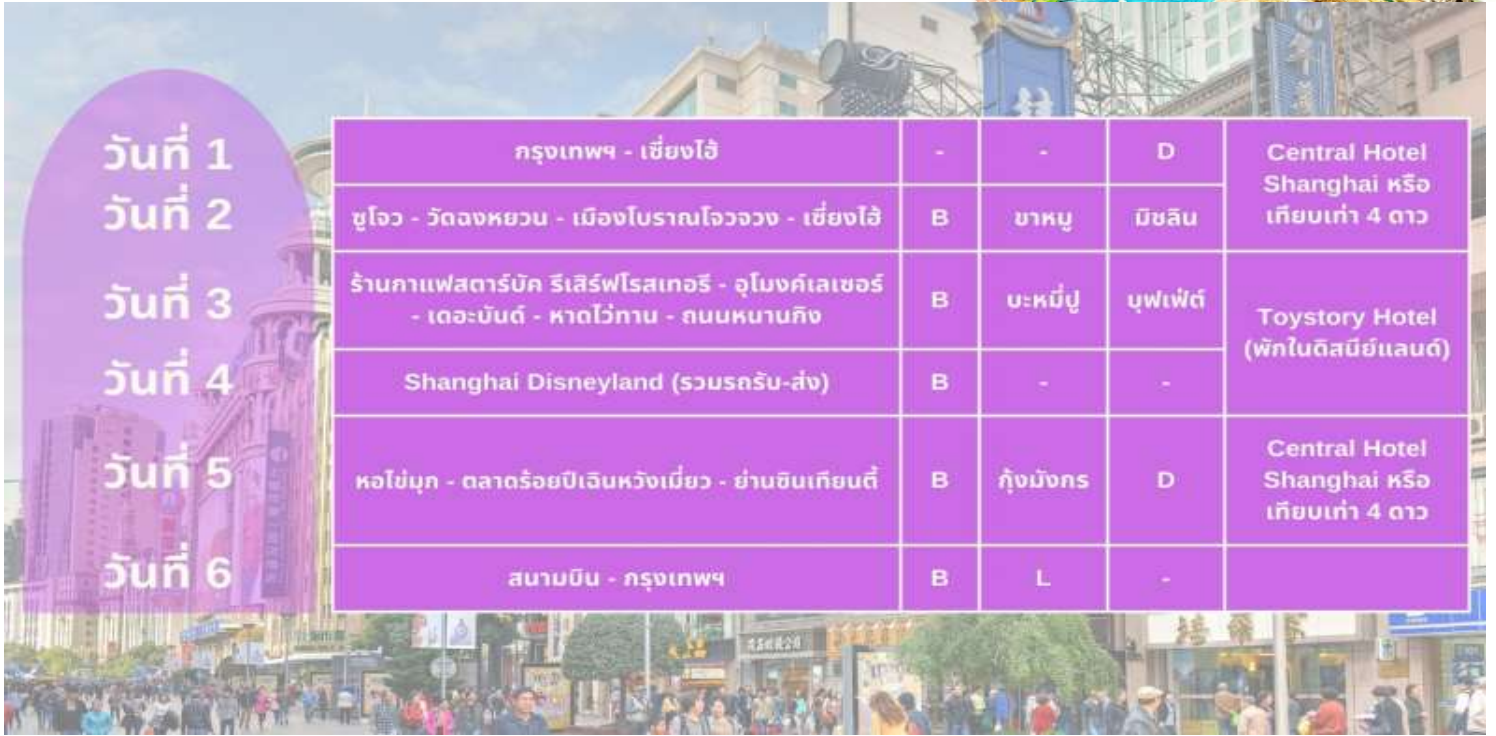 วันที่ 1
กรุงเทพฯ - เซี่ยงไฮ้
-
-
D
Central Hotel
Shanghai หรือ
เทียบเท่า 4 ดาว
วันที่ 2
ซูโจว - วัดฉงหยวน - เมืองโบราณโจวจวง - เซี่ยงไฮ้
B
ขาหมู
มิชลิน
วันที่ 3
ร้านกาแฟสตาร์บัค รีเสิร์ฟโรสเทอรี - อุโมงค์เลเซอร์
- เดอะบันด์ - หาดไว่ทาน - ถนนหนานกิง
B
บะหมี่ปู
บุฟเฟ่ต์
Toystory Hotel
(พักในดิสนีย์แลนด์)
วันที่ 4
Shanghai Disneyland (รวมรถรับ-ส่ง)
B
-
-
วันที่ 5
หอไข่มุก - ตลาดร้อยปีเฉินหวังเมี่ยว - ย่านซินเทียนตี้
B
กุ้งมังกร
D
Central Hotel
Shanghai หรือ
เทียบเท่า 4 ดาว
วันที่ 6
สนามบิน - กรุงเทพฯ
B
L
-